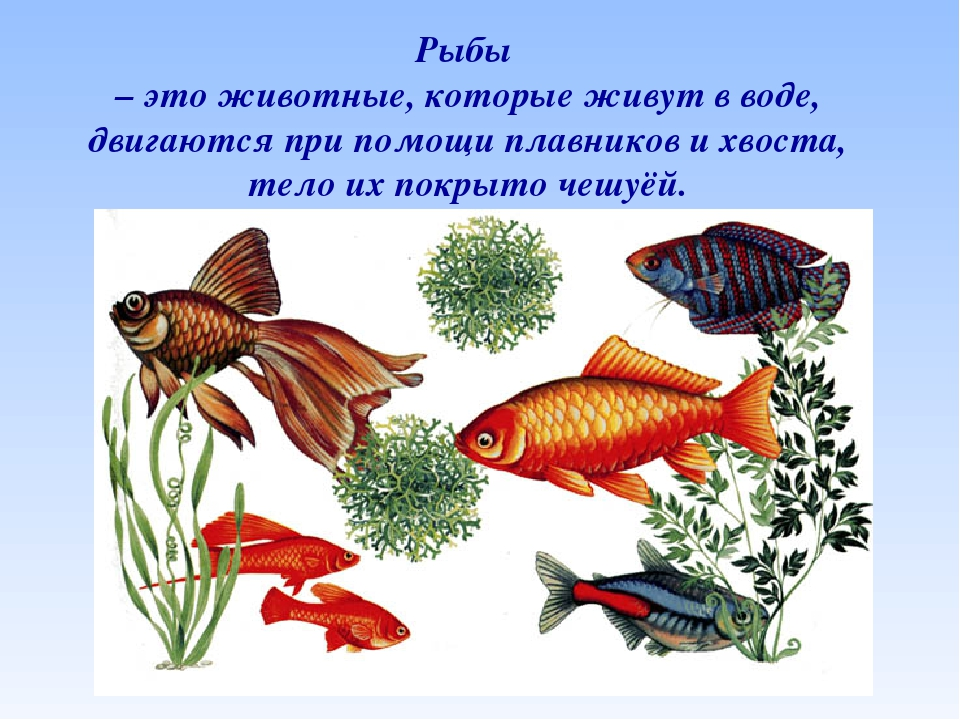 Рыбы
– это животные, которые живут в воде,
двигаются при помощи плавников и хвоста,
тело их покрыто чешуёй.